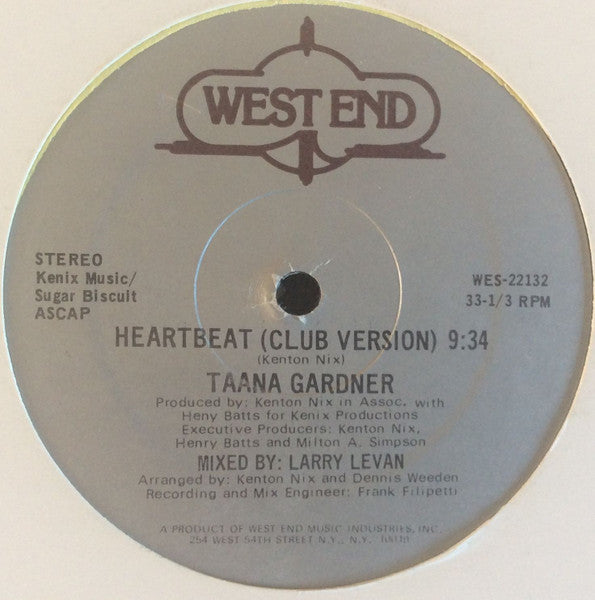 WEST END
STEREO
Kenix Music/
Sugar Biscuit
ASCAP
WES-22132
33-1/3 RPM
HEARTBEAT (CLUB VERSION) 9:34
(Kenton Nix)
TAANA GARDNER
Produced by: Kenton Nix in Assoc. with
Heny Batts for Kenix Productions
Executive Producers: Kenton Nix,
Henry Batts and Milton A. Simpson
MIXED BY: LARRY LEVAN
Arranged by: Kenton Nix and Dennis Weeden
Recording and Mix Engineer: Frank Filipetti
A PRODUCT OF WEST END MUSIC INDUSTRIES, INC.
254 WEST 54TH STREET N.Y., N.Y. 10019